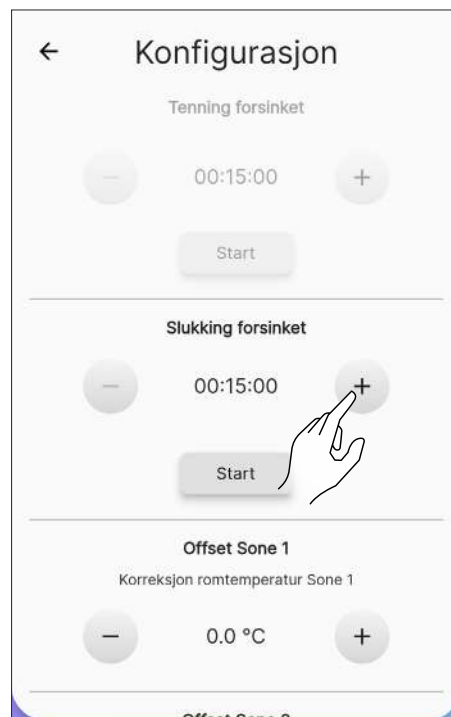 ← Konfigurasjon
Tenning forsinket
− 00:15:00 +
Start
Slukking forsinket
− 00:15:00 +
Start
Offset Sone 1
Korreksjon romtemperatur Sone 1
− 0.0 °C +